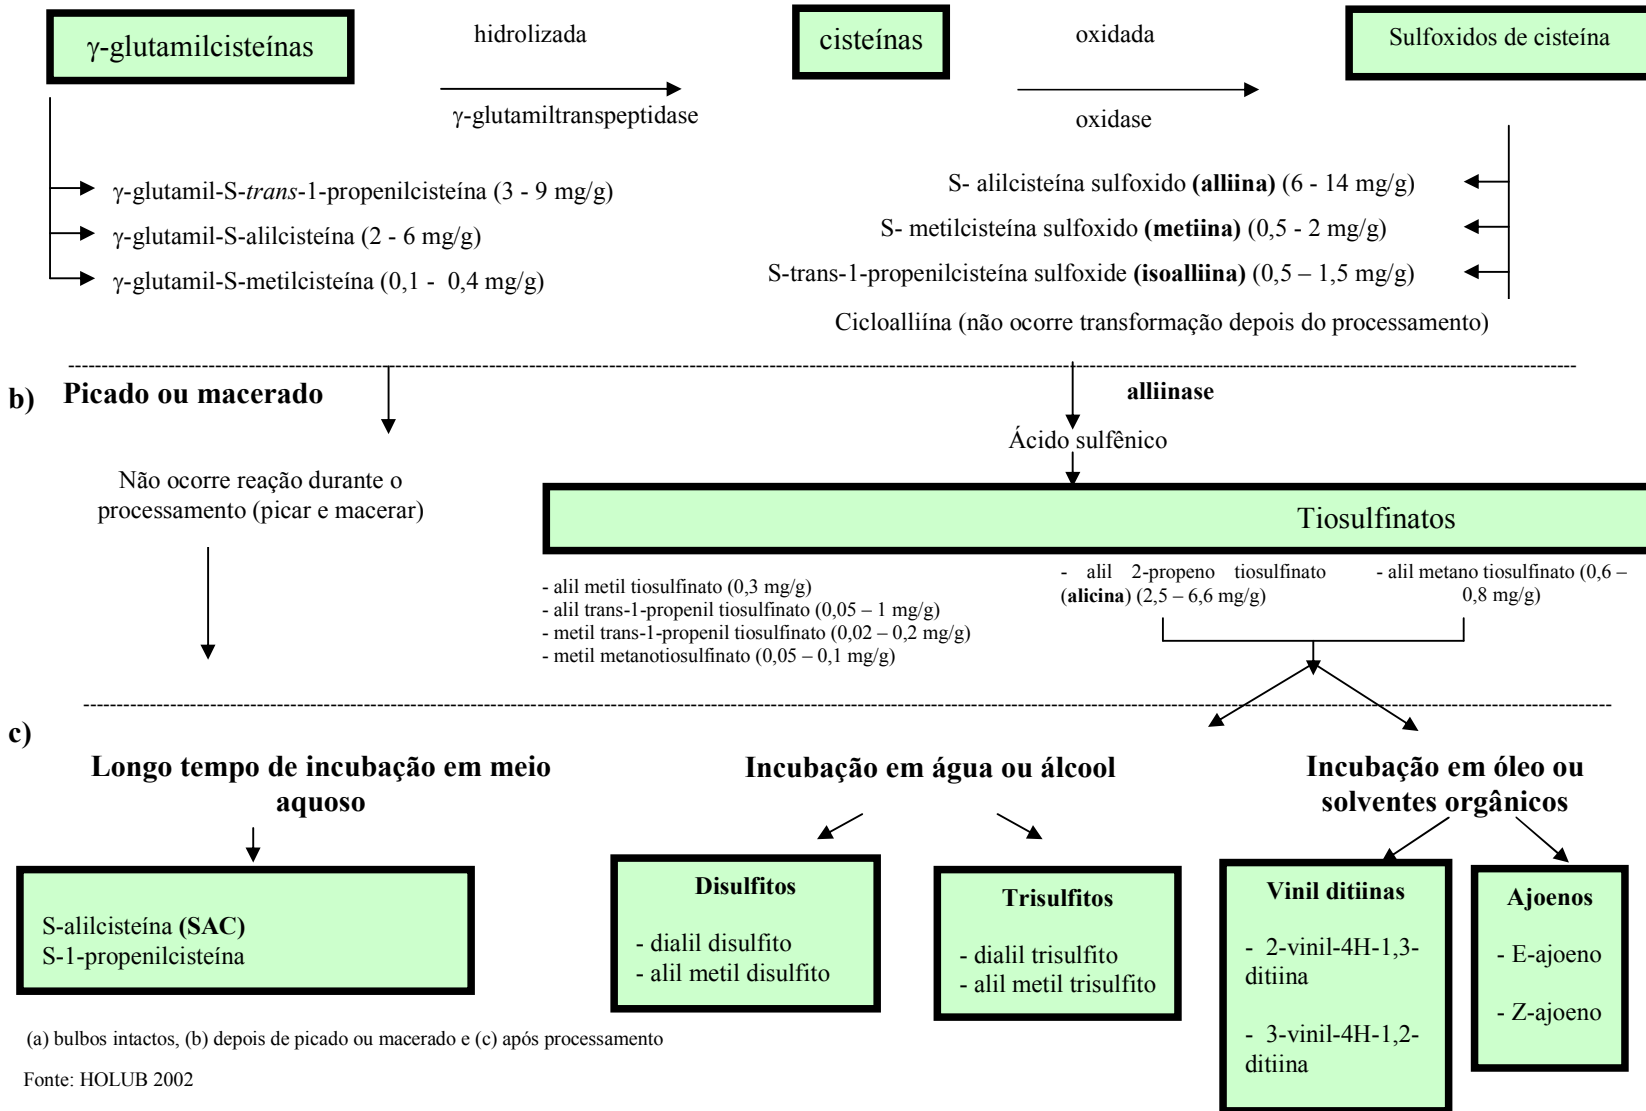 γ-glutamilcisteínas
hidrolizada
γ-glutamiltranspeptidase
cisteínas
oxidada
oxidase
Sulfoxidos de cisteína
γ-glutamil-S-trans-1-propenilcisteína (3 - 9 mg/g)
γ-glutamil-S-alilcisteína (2 - 6 mg/g)
γ-glutamil-S-metilcisteína (0,1 - 0,4 mg/g)
S- alilcisteína sulfoxido (alliina) (6 - 14 mg/g)
S- metilcisteína sulfoxido (metiina) (0,5 - 2 mg/g)
S-trans-1-propenilcisteína sulfoxide (isoalliina) (0,5 – 1,5 mg/g)
Cicloalliína (não ocorre transformação depois do processamento)
b) Picado ou macerado
alliinase
Ácido sulfênico
Não ocorre reação durante o
processamento (picar e macerar)
Tiosulfinatos
- alil metil tiosulfinato (0,3 mg/g)
- alil trans-1-propenil tiosulfinato (0,05 – 1 mg/g)
- metil trans-1-propenil tiosulfinato (0,02 – 0,2 mg/g)
- metil metanotiosulfinato (0,05 – 0,1 mg/g)
- alil 2-propeno tiosulfinato
(alicina) (2,5 – 6,6 mg/g)
- alil metano tiosulfinato (0,6 –
0,8 mg/g)
c)
Longo tempo de incubação em meio
aquoso
Incubação em água ou álcool
Incubação em óleo ou
solventes orgânicos
S-alilcisteína (SAC)
S-1-propenilcisteína
Disulfitos
- dialil disulfito
- alil metil disulfito
Trisulfitos
- dialil trisulfito
- alil metil trisulfito
Vinil ditiinas
- 2-vinil-4H-1,3-
ditiina
- 3-vinil-4H-1,2-
ditiina
Ajoenos
- E-ajoeno
- Z-ajoeno
(a) bulbos intactos, (b) depois de picado ou macerado e (c) após processamento
Fonte: HOLUB 2002